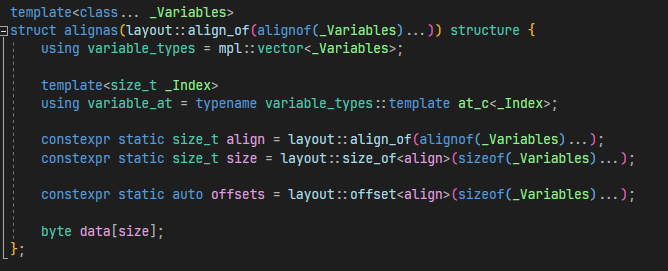 template<class... _Variables>
struct alignas(layout::align_of(alignof(_Variables)...)) structure {
    using variable_types = mpl::vector<_Variables>;

    template<size_t _Index>
    using variable_at = typename variable_types::template at_c<_Index>;

    constexpr static size_t align = layout::align_of(alignof(_Variables)...);
    constexpr static size_t size = layout::size_of<align>(sizeof(_Variables)...);

    constexpr static auto offsets = layout::offset<align>(sizeof(_Variables)...);

    byte data[size];
};